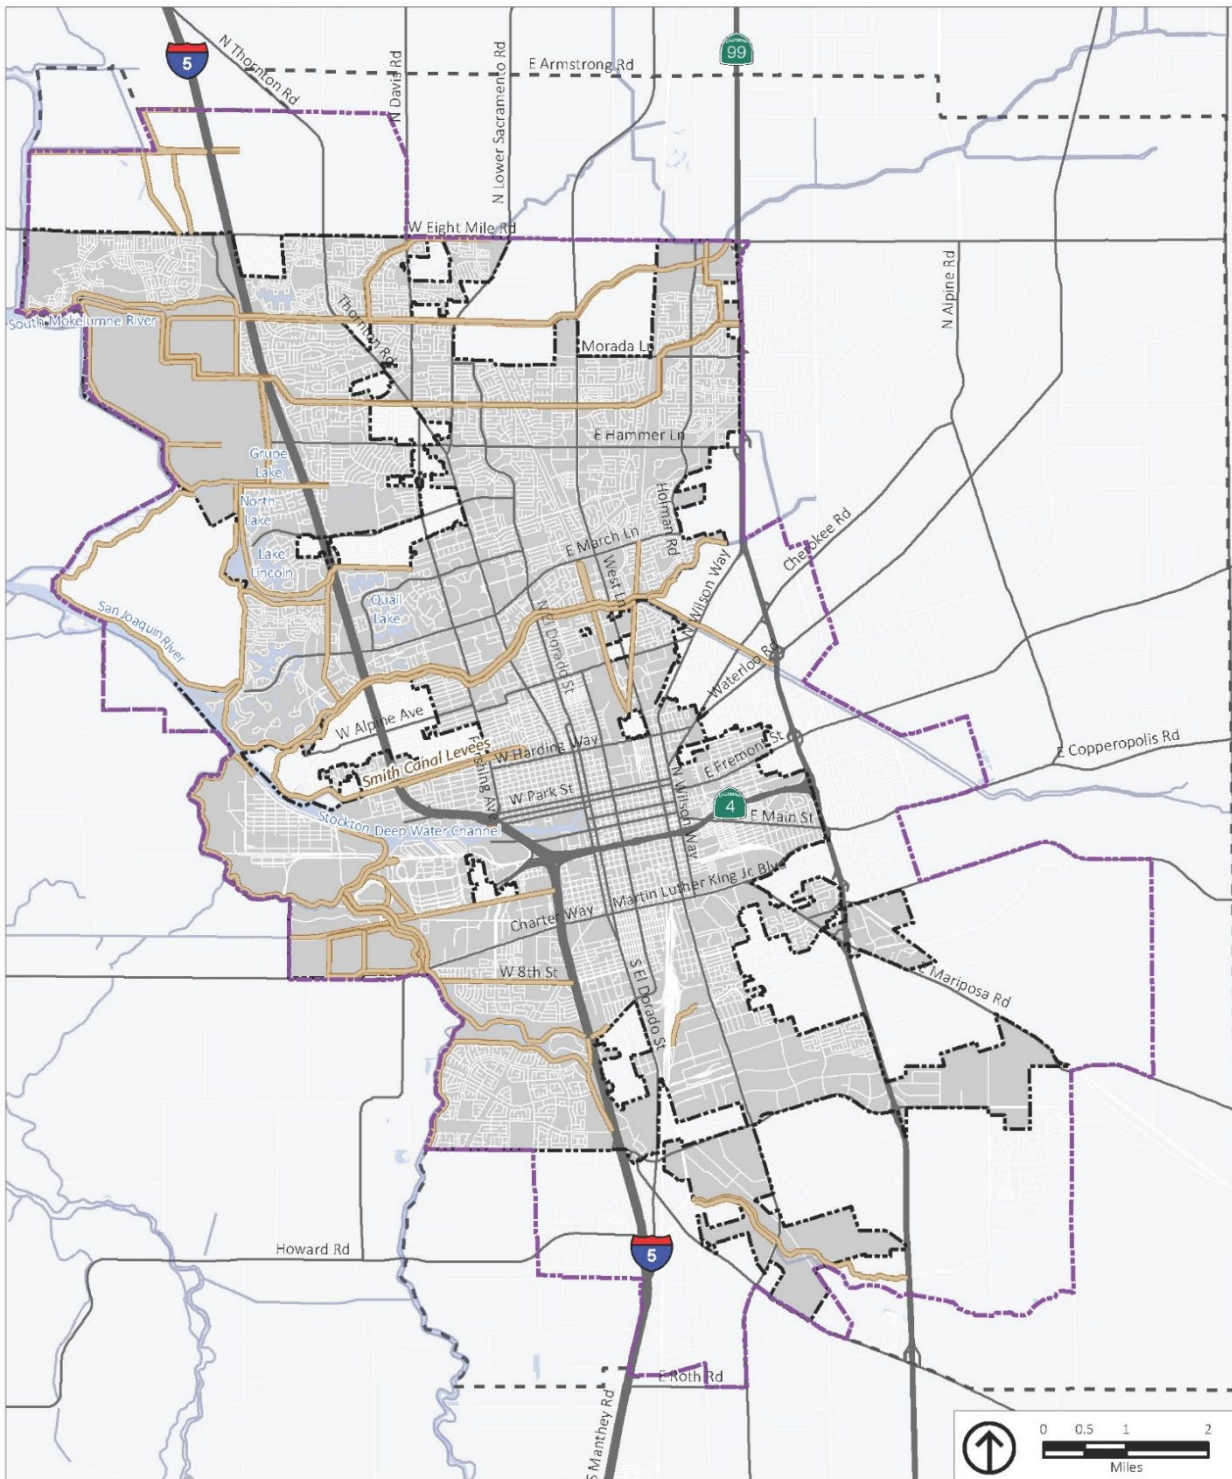 5
N Thornton Rd
N Davis Rd
N Lower Sacramento Rd
E Armstrong Rd
CALIFORNIA
99
W Eight Mile Rd
N Alpine Rd
South Mokelumne River
Thornton Rd
Morada Ln
E Hammer Ln
Grupe
Lake
North
Lake
Lake
Lincoln
Holman Rd
E March Ln
West Ln
Cherokee Rd
Quail
Lake
N Wilson Way
San Joaquin River
N El Dorado St
Waterloo Rd
W Alpine Ave
Smith Canal Levees
Pershing Ave
W Harding Way
E Fremont St
E Copperopolis Rd
W Park St
N Wilson Way
CALIFORNIA
4
E Main St
Stockton Deep Water Channel
Martin Luther King Jr. Blvd
Charter Way
W 8th St
S El Dorado St
E Mariposa Rd
Howard Rd
5
E Roth Rd
S Manthey Rd
0 0.5 1 2
Miles